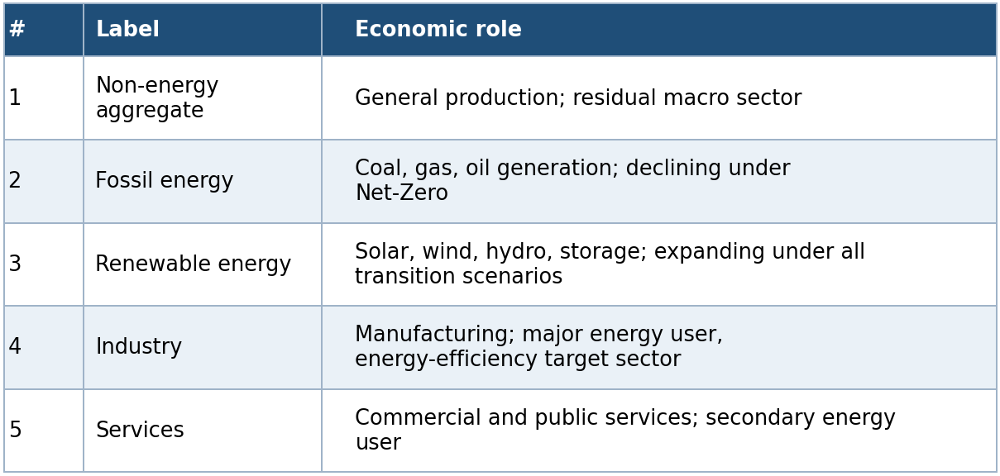 # Label Economic role
1 Non-energy
aggregate General production; residual macro sector
2 Fossil energy Coal, gas, oil generation; declining under
Net-Zero
3 Renewable energy Solar, wind, hydro, storage; expanding under all
transition scenarios
4 Industry Manufacturing; major energy user,
energy-efficiency target sector
5 Services Commercial and public services; secondary energy
user